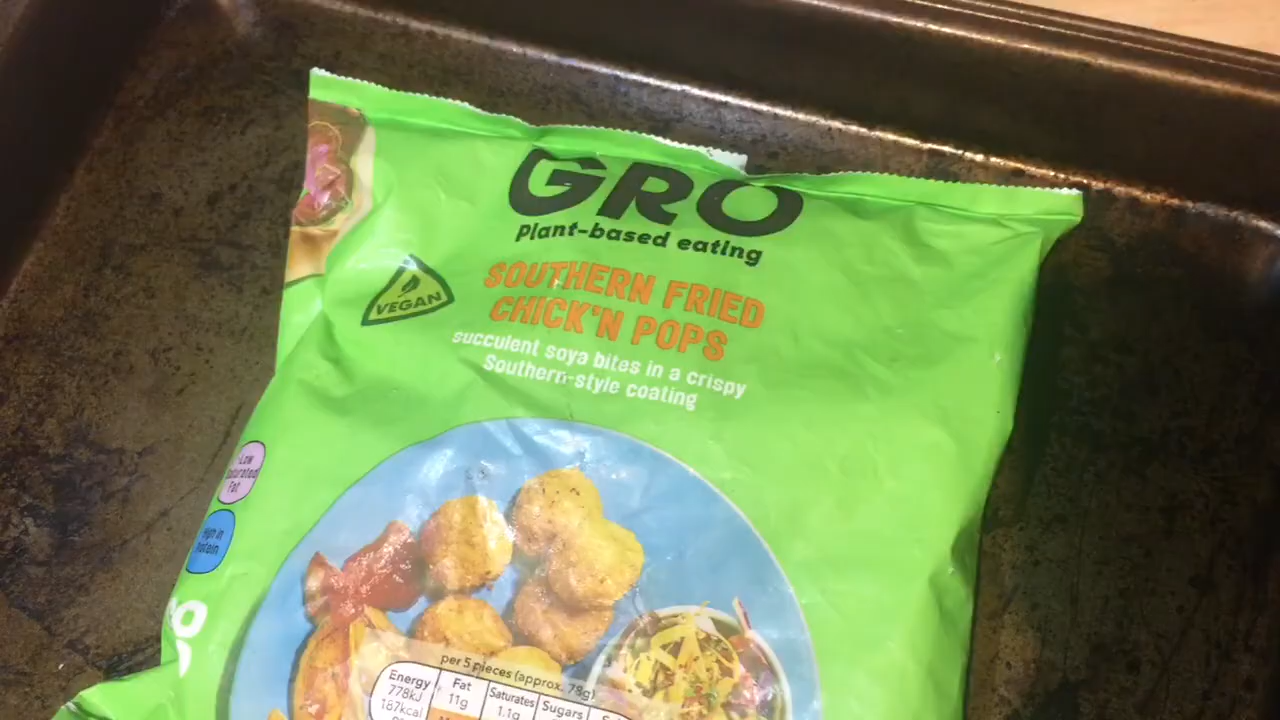 GRO
Plant-based eating
VEGAN
SOUTHERN FRIED
CHICK'N POPS
succulent soya bites in a crispy
Southern-style coating
Low
Saturated
Fat
High in
Protein
per 5 pieces (approx. 78g)
Energy Fat Saturates Sugars
778kJ 11g 1.1g
187kcal